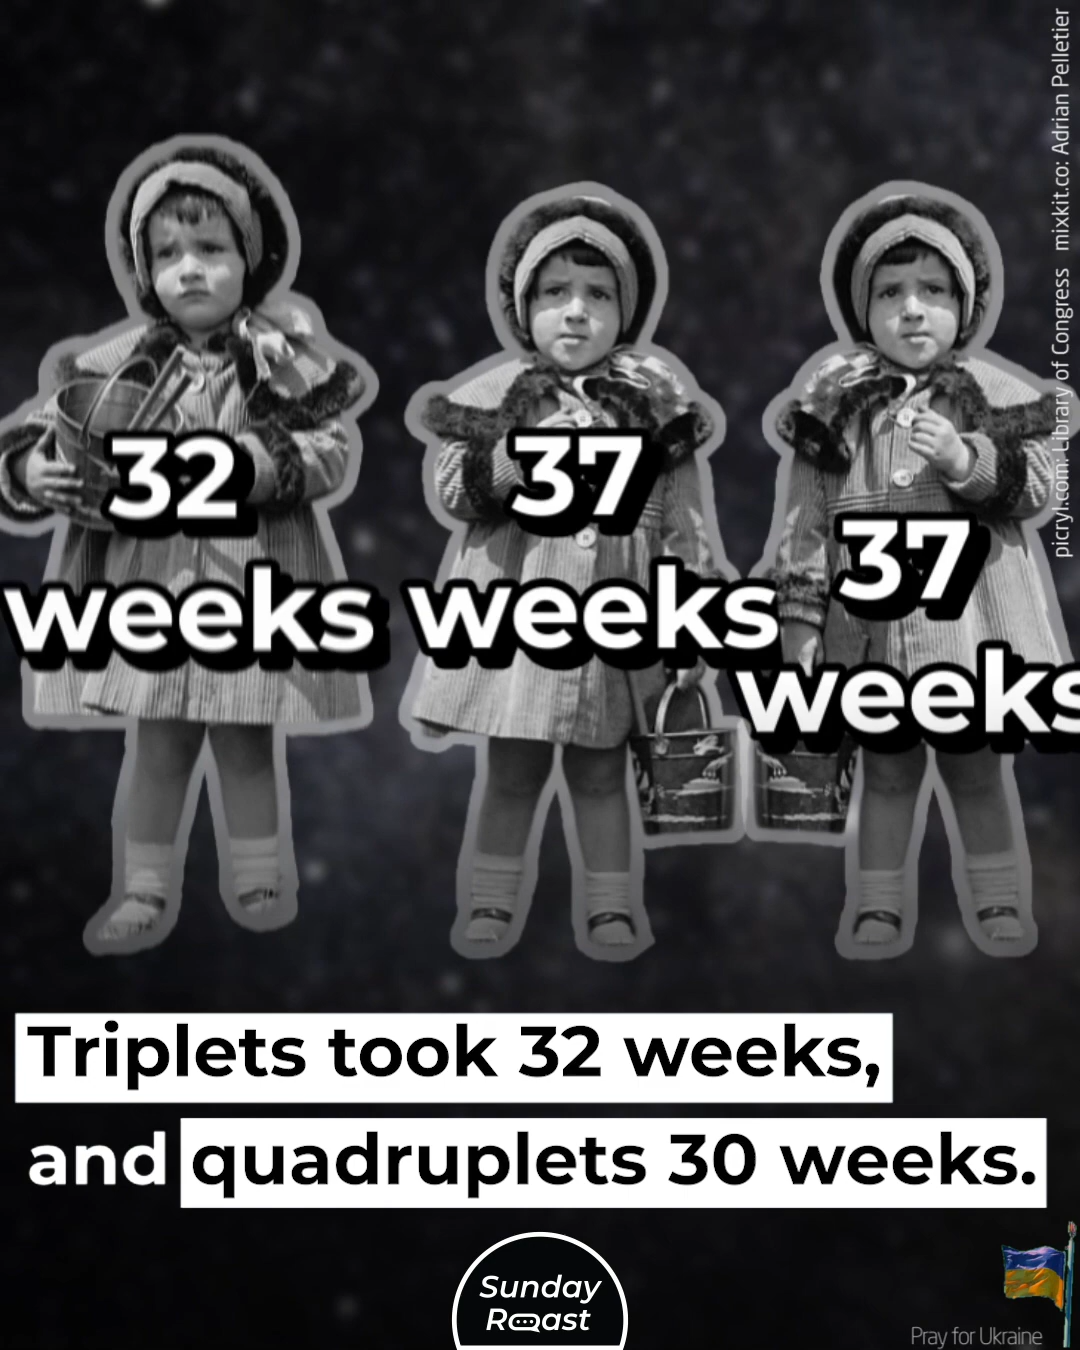 picryl.com: Library of Congress mixkit.co: Adrian Pelletier
32
weeks
37
weeks
37
weeks
Triplets took 32 weeks,
and quadruplets 30 weeks.
Sunday
Roast
Pray for Ukraine